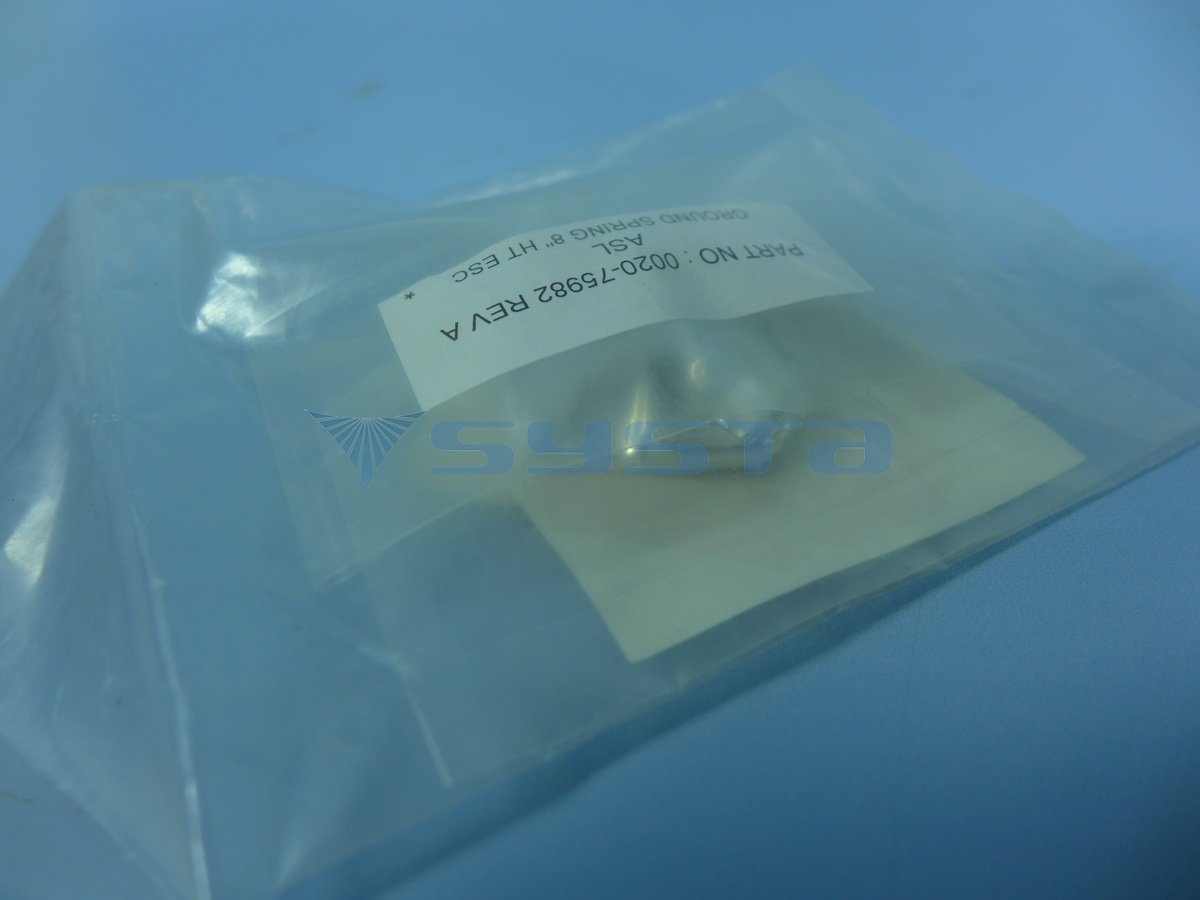 PART NO : 0020-75982 REV A
ASL
GROUND SPRING 8" HT ESC
*
systa